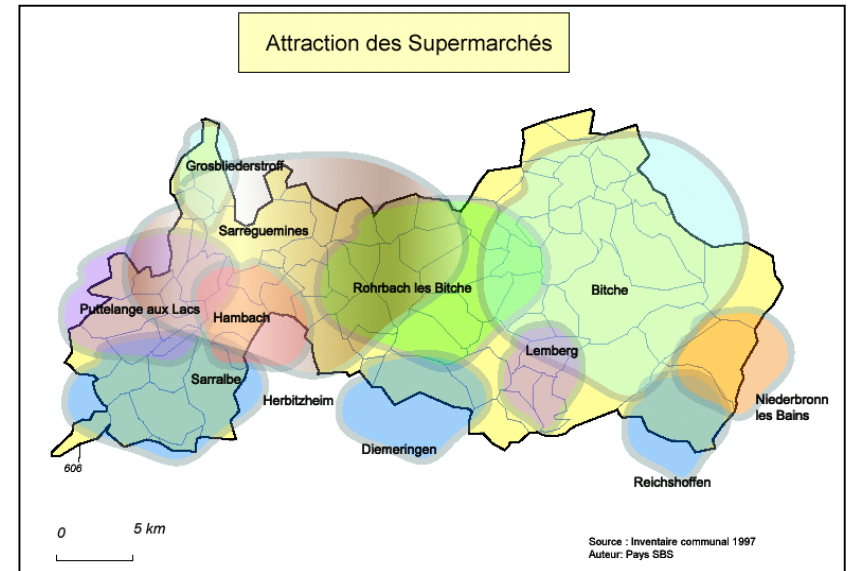 Attraction des Supermarchés
Grosbliederstroff
Sarreguemines
Rohrbach les Bitche
Bitche
Puttelange aux Lacs
Hambach
Lemberg
Sarralbe
Herbitzheim
Niederbronn
les Bains
Diemeringen
606
Reichshoffen
0
5 km
Source : Inventaire communal 1997
Auteur: Pays SBS